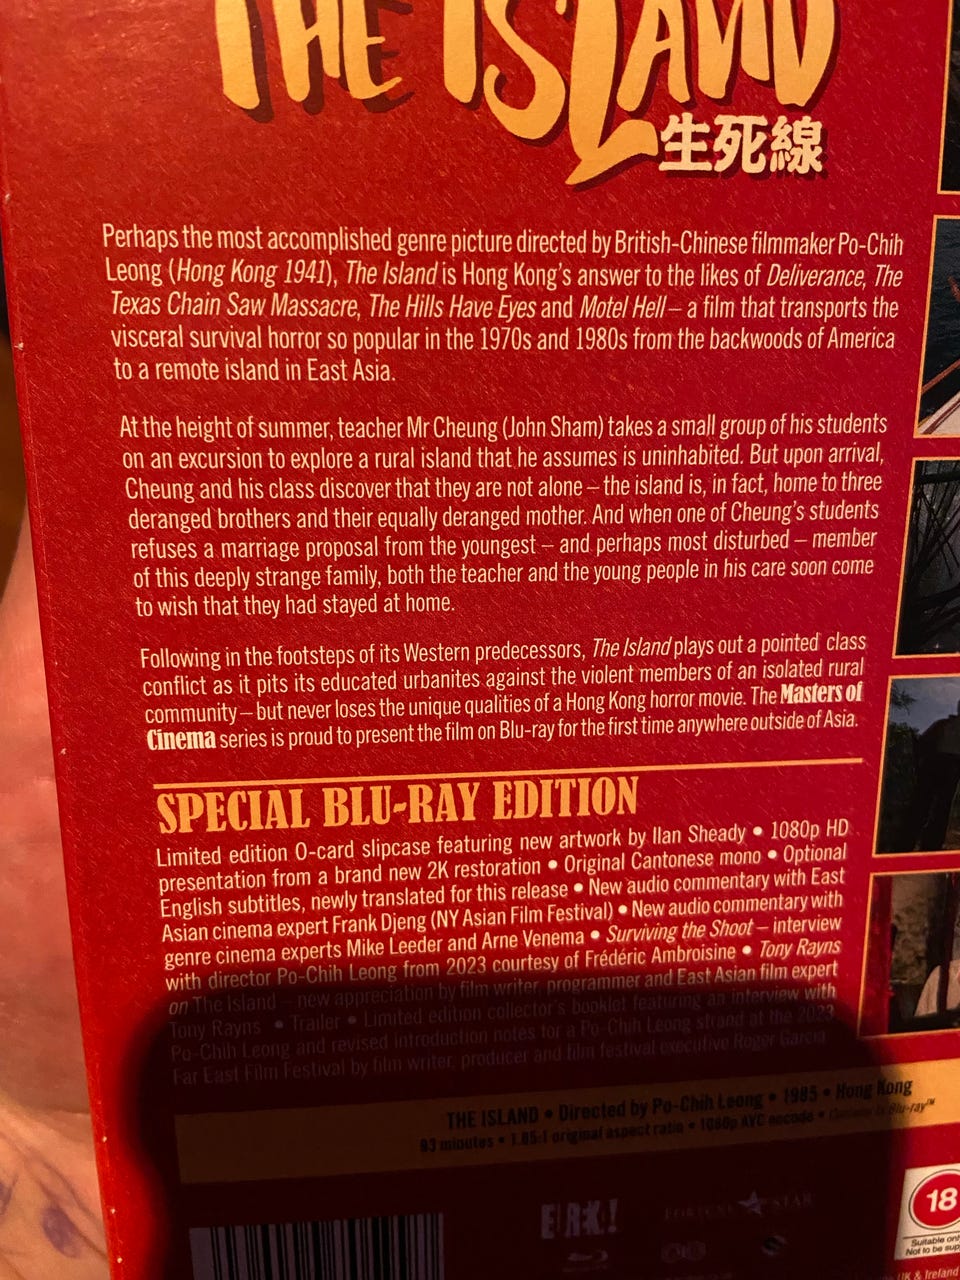 THE ISLAND
生死線
Perhaps the most accomplished genre picture directed by British-Chinese filmmaker Po-Chih
Leong (Hong Kong 1941), The Island is Hong Kong's answer to the likes of Deliverance, The
Texas Chain Saw Massacre, The Hills Have Eyes and Motel Hell – a film that transports the
visceral survival horror so popular in the 1970s and 1980s from the backwoods of America
to a remote island in East Asia.
At the height of summer, teacher Mr Cheung (John Sham) takes a small group of his students
on an excursion to explore a rural island that he assumes is uninhabited. But upon arrival,
Cheung and his class discover that they are not alone – the island is, in fact, home to three
deranged brothers and their equally deranged mother. And when one of Cheung's students
refuses a marriage proposal from the youngest – and perhaps most disturbed – member
of this deeply strange family, both the teacher and the young people in his care soon come
to wish that they had stayed at home.
Following in the footsteps of its Western predecessors, The Island plays out a pointed class
conflict as it pits its educated urbanites against the violent members of an isolated rural
community – but never loses the unique qualities of a Hong Kong horror movie. The Masters of
Cinema series is proud to present the film on Blu-ray for the first time anywhere outside of Asia.
SPECIAL BLU-RAY EDITION
Limited edition O-card slipcase featuring new artwork by Ilan Sheady • 1080p HD
presentation from a brand new 2K restoration • Original Cantonese mono • Optional
English subtitles, newly translated for this release • New audio commentary with East
Asian cinema expert Frank Djeng (NY Asian Film Festival) • New audio commentary with
genre cinema experts Mike Leeder and Arne Venema • Surviving the Shoot – interview
with director Po-Chih Leong from 2023 courtesy of Frédéric Ambroisine • Tony Rayns
on The Island – new appreciation by film writer, programmer and East Asian film expert
Tony Rayns • Trailer • Limited edition collector's booklet featuring an interview with
Po-Chih Leong and revised introduction notes for a Po-Chih Leong strand at the 2023
Far East Film Festival by film writer, producer and film festival executive Roger Garcia
THE ISLAND • Directed by Po-Chih Leong • 1985 • Hong Kong
93 minutes • 1.85:1 original aspect ratio • 1080p AVC encode • Blu-ray™
EUREKA!
FORTUNE STAR
18
Suitable only
Not to be sup
UK & Ireland